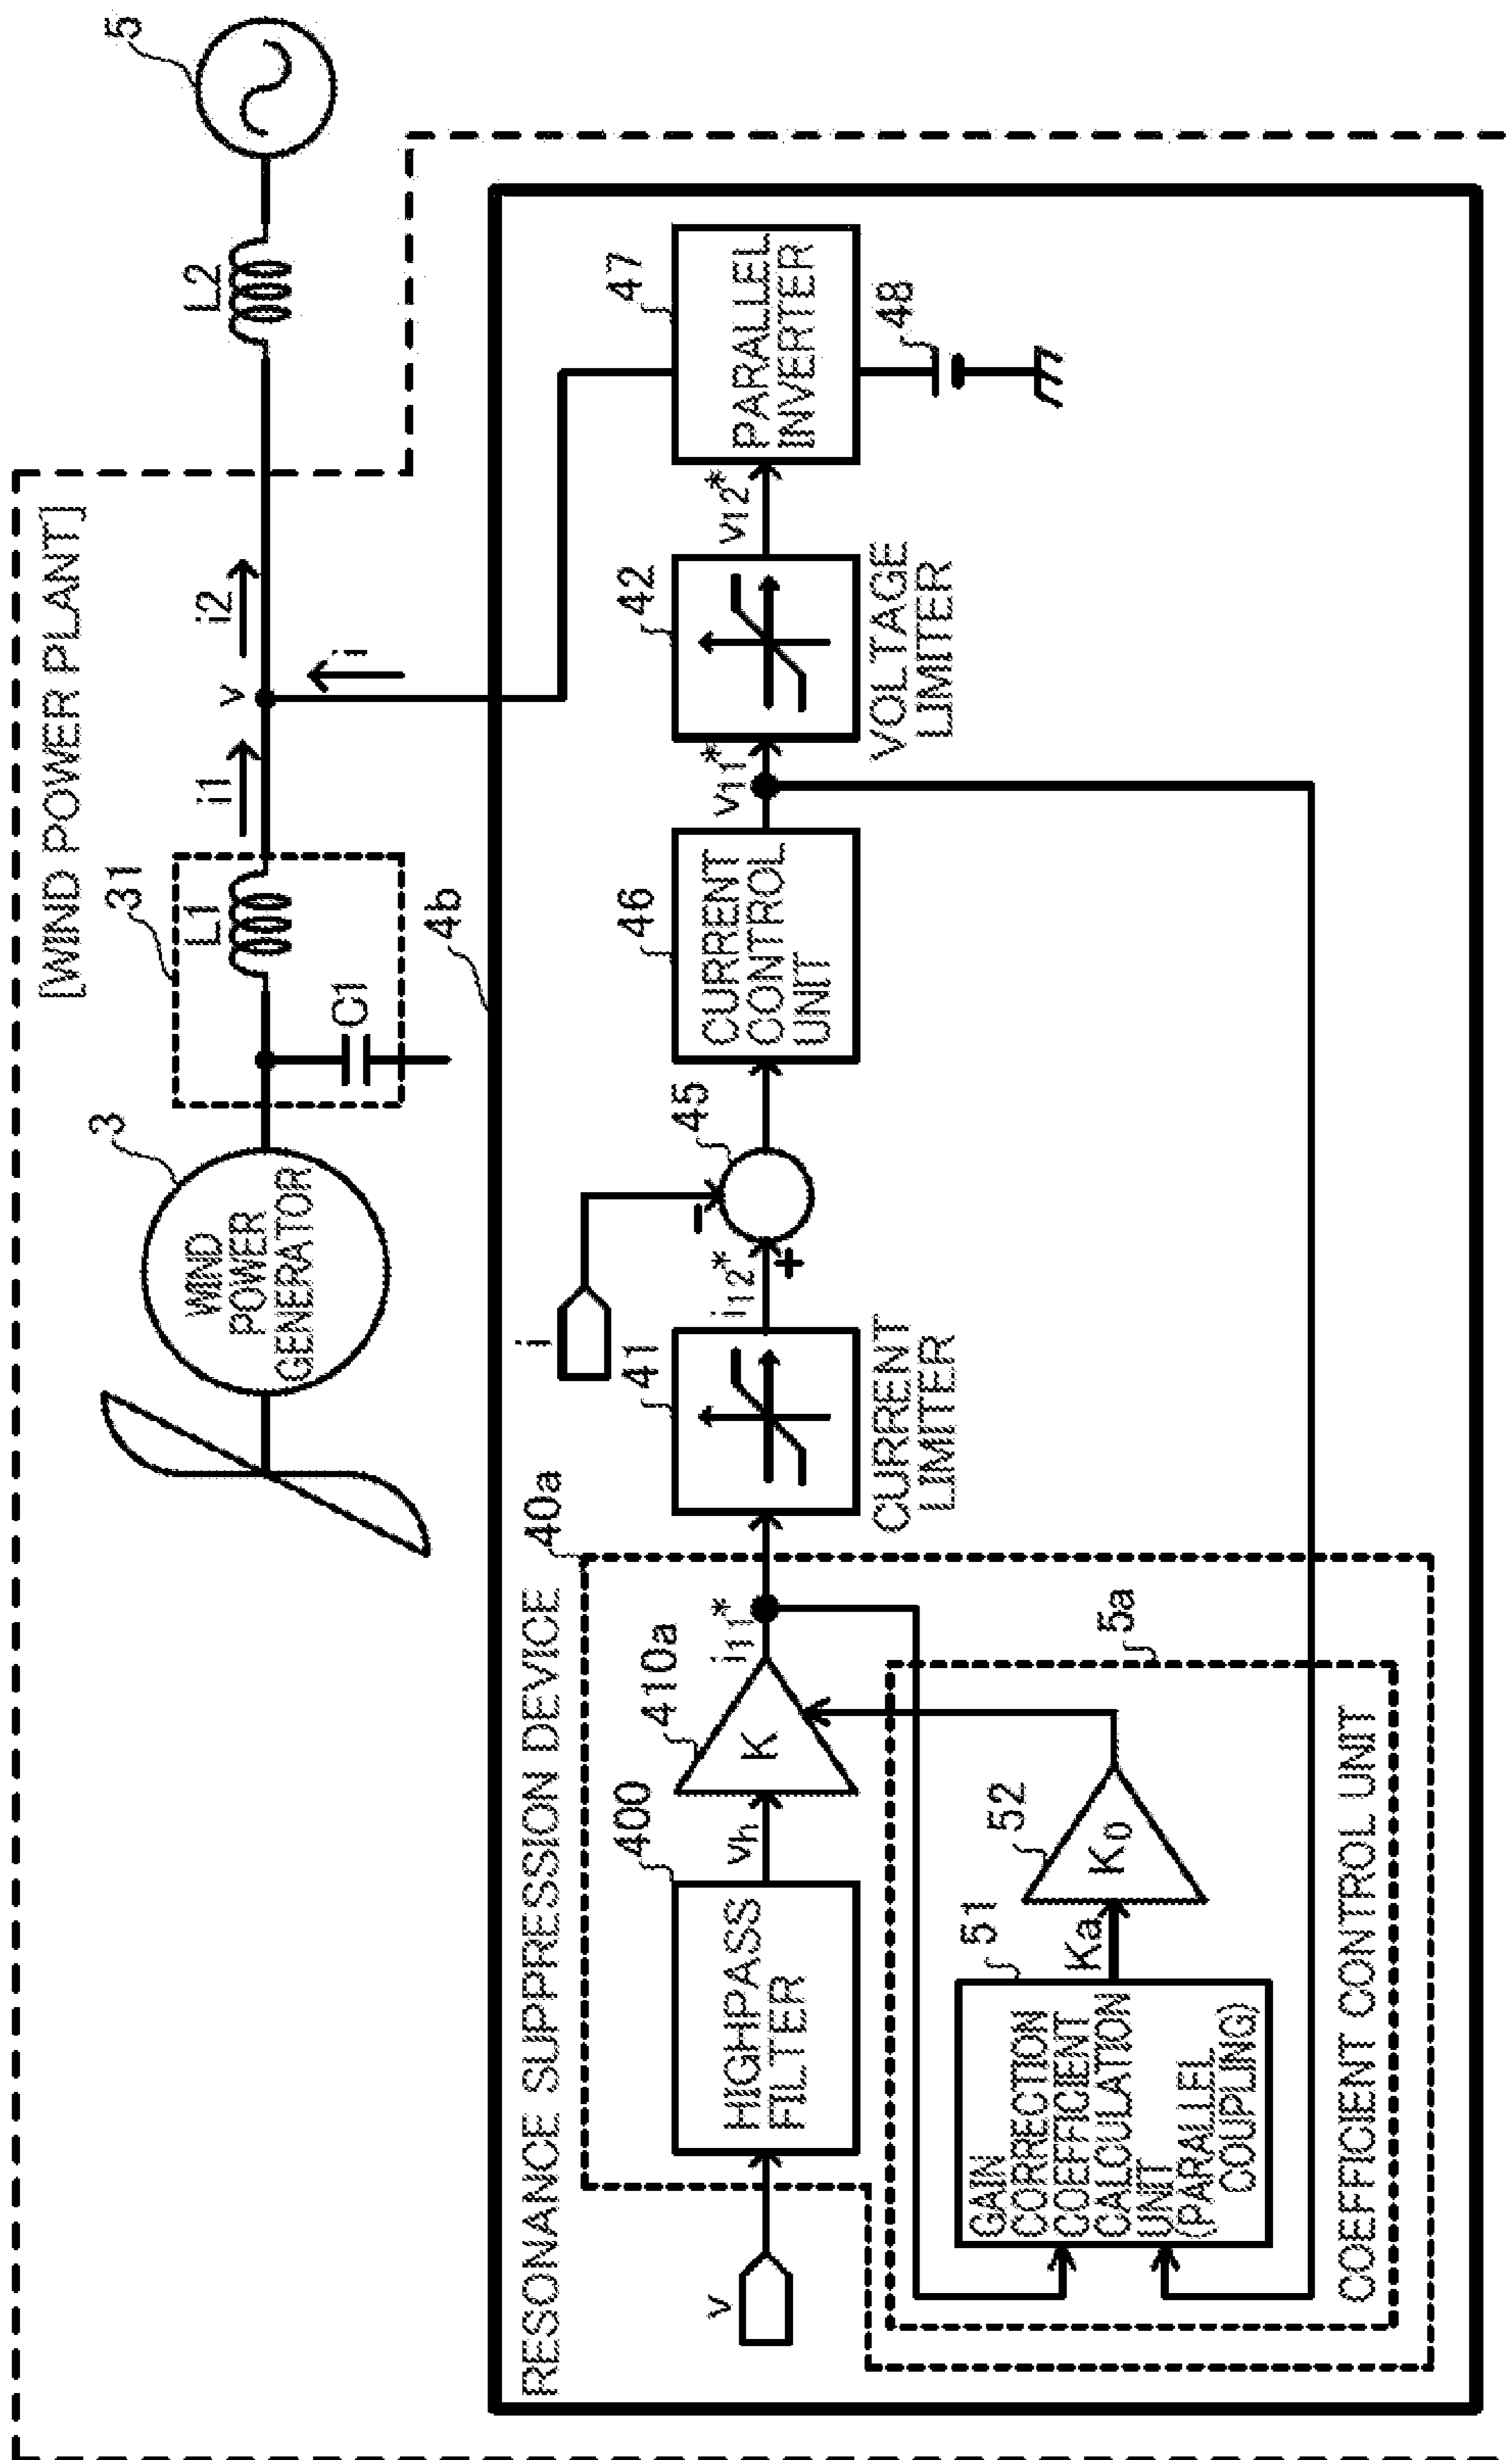 [WIND POWER PLANT]
3
WIND
POWER
GENERATOR
31
L1
C1
i1
v
i2
i
L2
5
4b
RESONANCE SUPPRESSION DEVICE
40a
v
400
HIGHPASS
FILTER
vh
410a
K
i11*
41
CURRENT
LIMITER
i
i12*
+
−
45
46
CURRENT
CONTROL
UNIT
v11*
42
VOLTAGE
LIMITER
v12*
47
PARALLEL
INVERTER
48
5a
51
GAIN
CORRECTION
COEFFICIENT
CALCULATION
UNIT
(PARALLEL
COUPLING)
Ka
52
K0
COEFFICIENT CONTROL UNIT